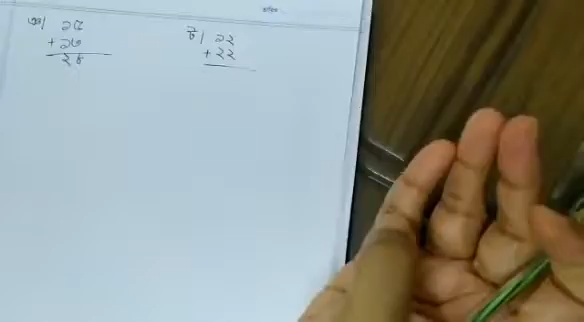 অ| ১৫
+ ১৩
২৮
ই| ১২
+ ২২